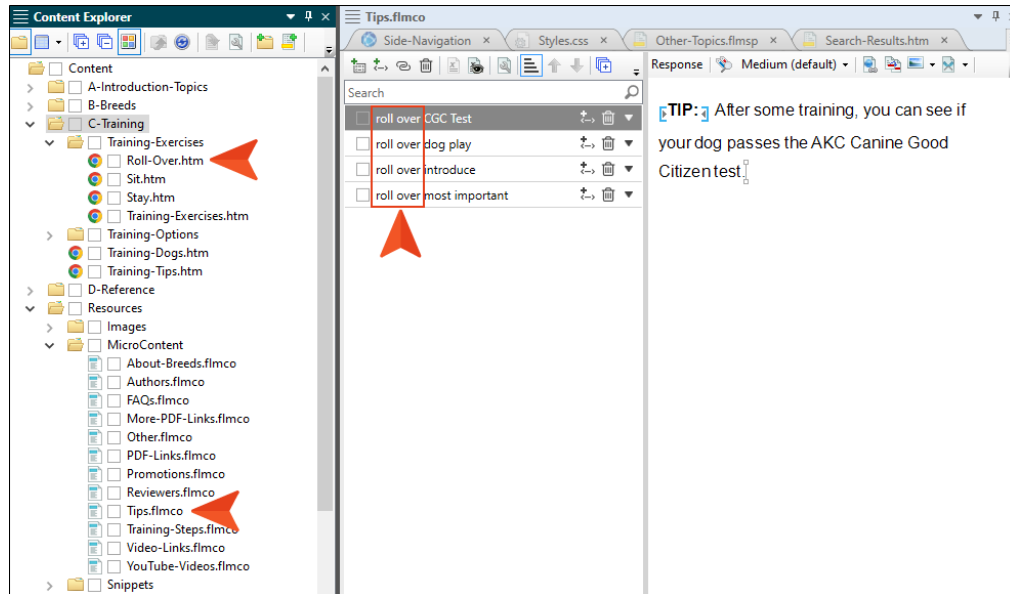 Content Explorer
Content
A-Introduction-Topics
B-Breeds
C-Training
Training-Exercises
Roll-Over.htm
Sit.htm
Stay.htm
Training-Exercises.htm
Training-Options
Training-Dogs.htm
Training-Tips.htm
D-Reference
Resources
Images
MicroContent
About-Breeds.flmco
Authors.flmco
FAQs.flmco
More-PDF-Links.flmco
Other.flmco
PDF-Links.flmco
Promotions.flmco
Reviewers.flmco
Tips.flmco
Training-Steps.flmco
Video-Links.flmco
YouTube-Videos.flmco
Snippets
Tips.flmco
Side-Navigation
Styles.css
Other-Topics.flmsp
Search-Results.htm
Search
roll over CGC Test
roll over dog play
roll over introduce
roll over most important
Response Medium (default)
TIP: After some training, you can see if
your dog passes the AKC Canine Good
Citizen test.